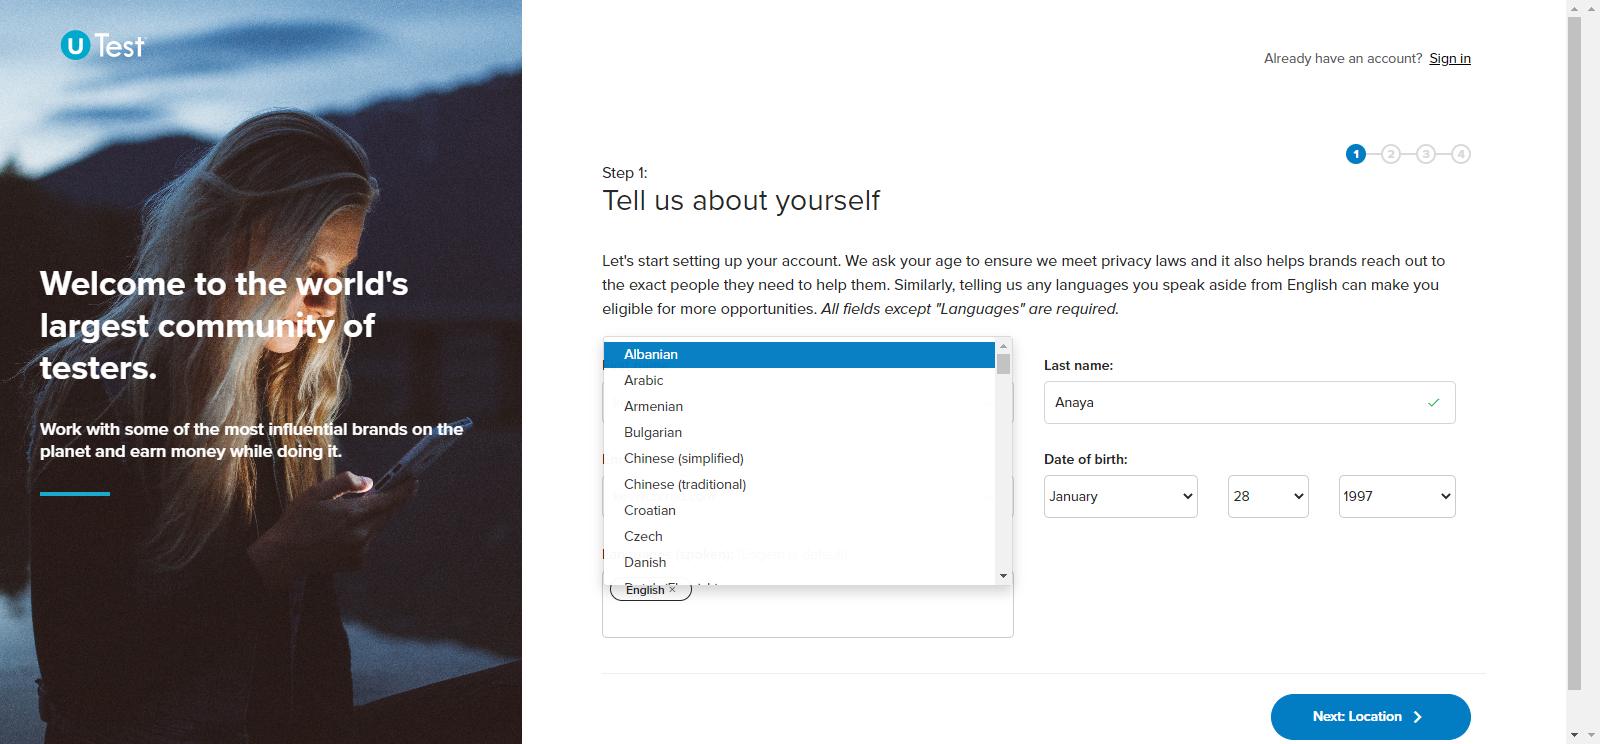 U Test
Already have an account? Sign in
1 2 3 4
Step 1:
Tell us about yourself
Welcome to the world's
largest community of
testers.
Work with some of the most influential brands on the
planet and earn money while doing it.
Let's start setting up your account. We ask your age to ensure we meet privacy laws and it also helps brands reach out to
the exact people they need to help them. Similarly, telling us any languages you speak aside from English can make you
eligible for more opportunities. All fields except "Languages" are required.
Albanian
Arabic
Armenian
Bulgarian
Chinese (simplified)
Chinese (traditional)
Croatian
Czech
Danish
English ×
Last name:
Anaya
Date of birth:
January 28 1997
Next: Location